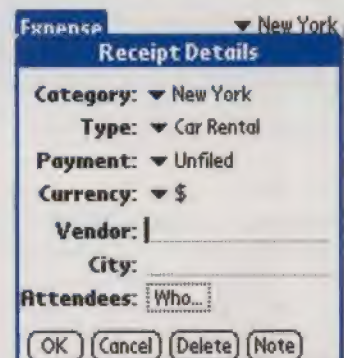 Expense ▼ New York
Receipt Details
Category: ▼ New York
Type: ▼ Car Rental
Payment: ▼ Unfiled
Currency: ▼ $
Vendor:
City:
Attendees: Who...
OK Cancel Delete Note